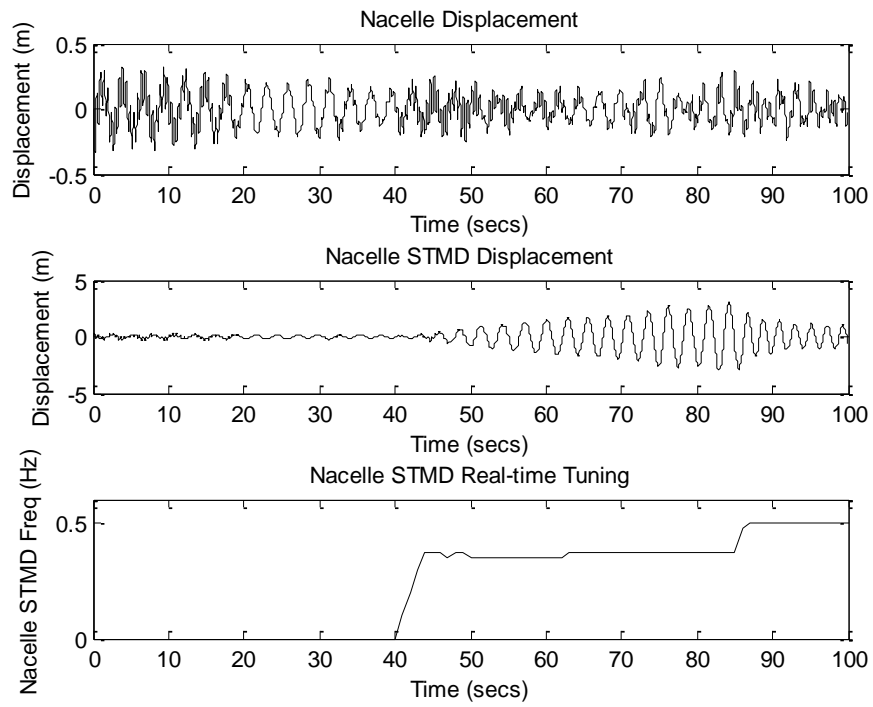 Nacelle Displacement
Displacement (m)
0.5
0
-0.5
0 10 20 30 40 50 60 70 80 90 100
Time (secs)
Nacelle STMD Displacement
Displacement (m)
5
0
-5
0 10 20 30 40 50 60 70 80 90 100
Time (secs)
Nacelle STMD Real-time Tuning
Nacelle STMD Freq (Hz)
0.5
0
0 10 20 30 40 50 60 70 80 90 100
Time (secs)